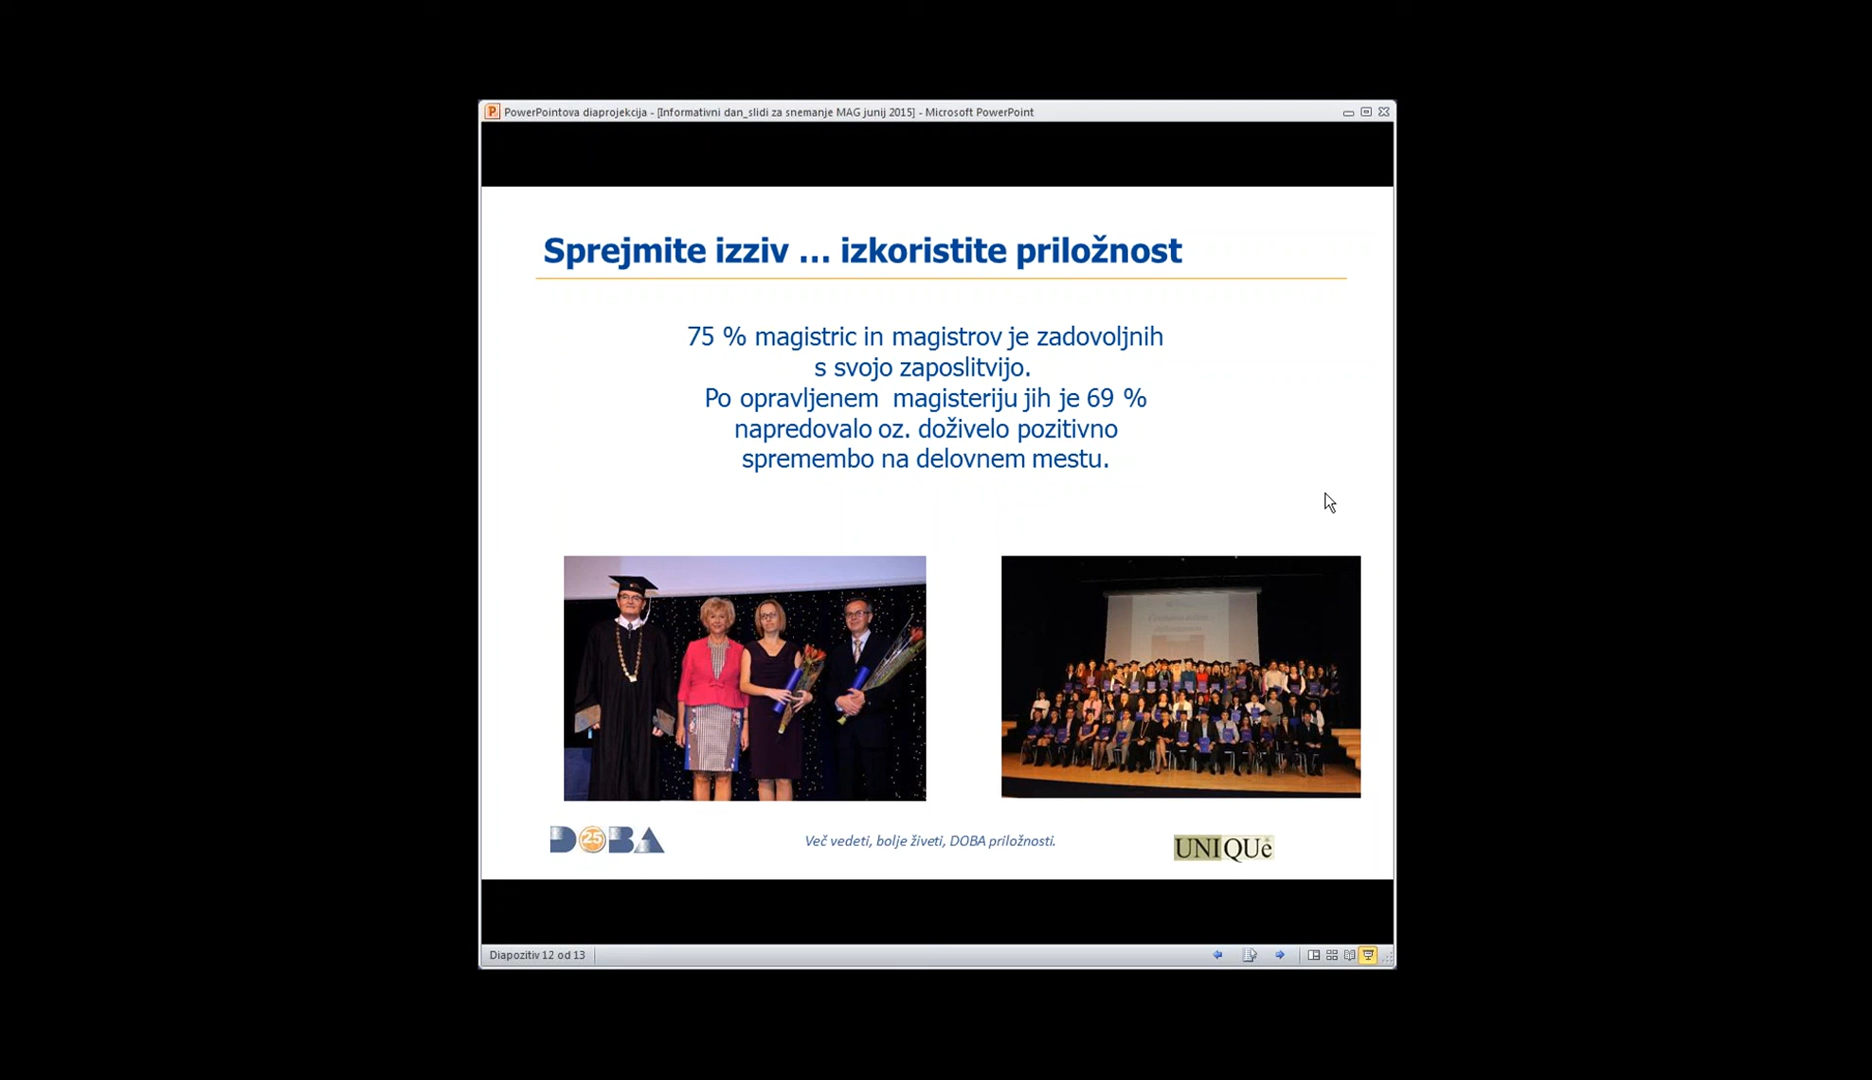 PowerPointova diaprojekcija - [Informativni dan_slidi za snemanje MAG junij 2015] - Microsoft PowerPoint
Sprejmite izziv ... izkoristite priložnost
75 % magistric in magistrov je zadovoljnih
s svojo zaposlitvijo.
Po opravljenem magisteriju jih je 69 %
napredovalo oz. doživelo pozitivno
spremembo na delovnem mestu.
DOBA
25
Več vedeti, bolje živeti, DOBA priložnosti.
UNIQUe
Diapozitiv 12 od 13